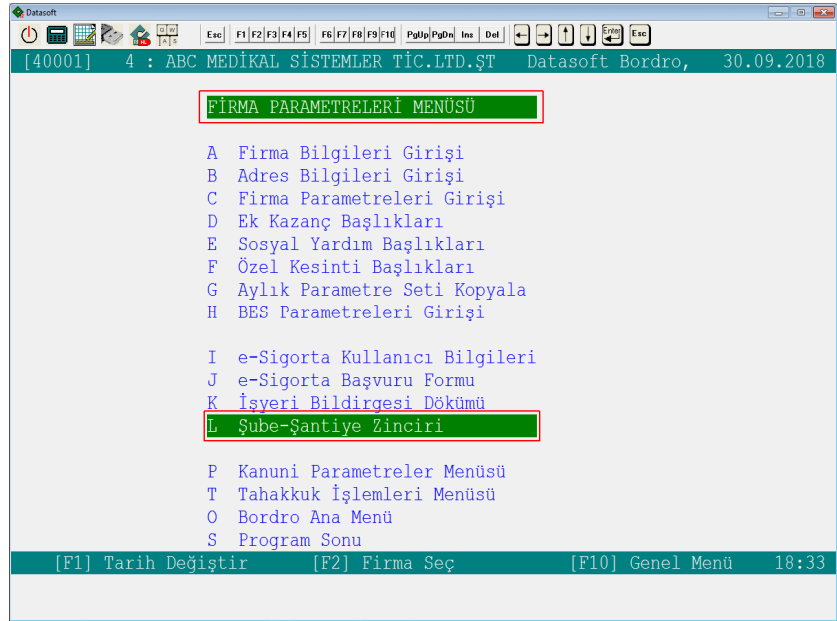 Datasoft
Esc F1 F2 F3 F4 F5 F6 F7 F8 F9 F10 PgUp PgDn Ins Del Enter Esc
[40001] 4 : ABC MEDİKAL SİSTEMLER TİC.LTD.ŞT Datasoft Bordro, 30.09.2018
FİRMA PARAMETRELERİ MENÜSÜ
A Firma Bilgileri Girişi
B Adres Bilgileri Girişi
C Firma Parametreleri Girişi
D Ek Kazanç Başlıkları
E Sosyal Yardım Başlıkları
F Özel Kesinti Başlıkları
G Aylık Parametre Seti Kopyala
H BES Parametreleri Girişi
I e-Sigorta Kullanıcı Bilgileri
J e-Sigorta Başvuru Formu
K İşyeri Bildirgesi Dökümü
L Şube-Şantiye Zinciri
P Kanuni Parametreler Menüsü
T Tahakkuk İşlemleri Menüsü
O Bordro Ana Menü
S Program Sonu
[F1] Tarih Değiştir [F2] Firma Seç [F10] Genel Menü 18:33